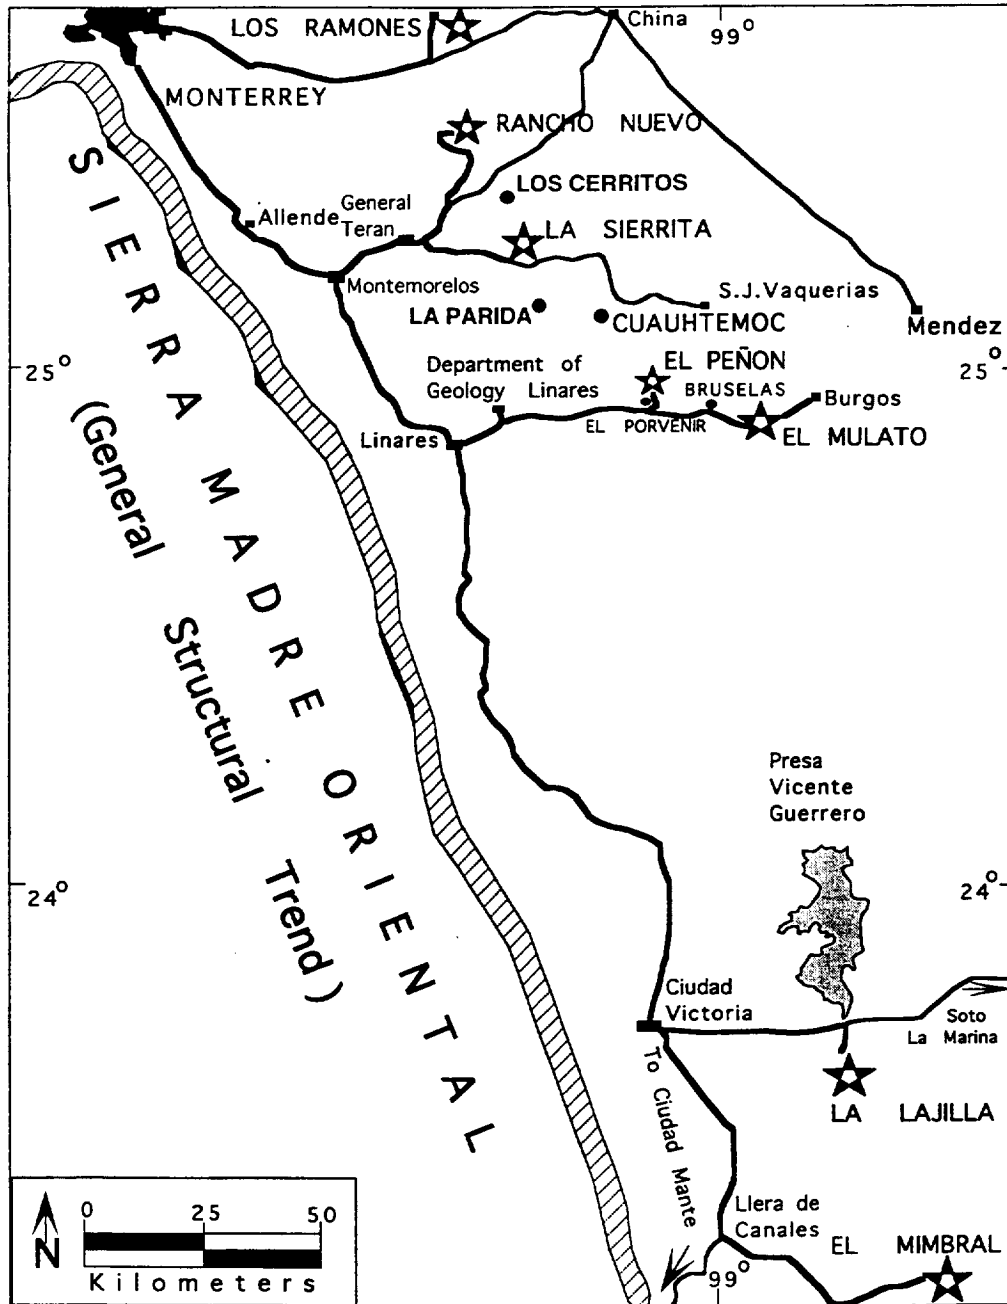 LOS RAMONES
China
99°
MONTERREY
RANCHO NUEVO
LOS CERRITOS
General
Teran
Allende
LA SIERRITA
Montemorelos
S.J.Vaquerias
LA PARIDA
CUAUHTEMOC
Mendez
25°
25°
Department of
Geology Linares
EL PEÑON
BRUSELAS
Burgos
EL PORVENIR
EL MULATO
Linares
SIERRA MADRE ORIENTAL
(General Structural Trend)
Presa
Vicente
Guerrero
24°
24°
Ciudad
Victoria
Soto
La Marina
To Ciudad Mante
LA LAJILLA
Llera de
Canales
EL MIMBRAL
99°
0 25 50
N
Kilometers